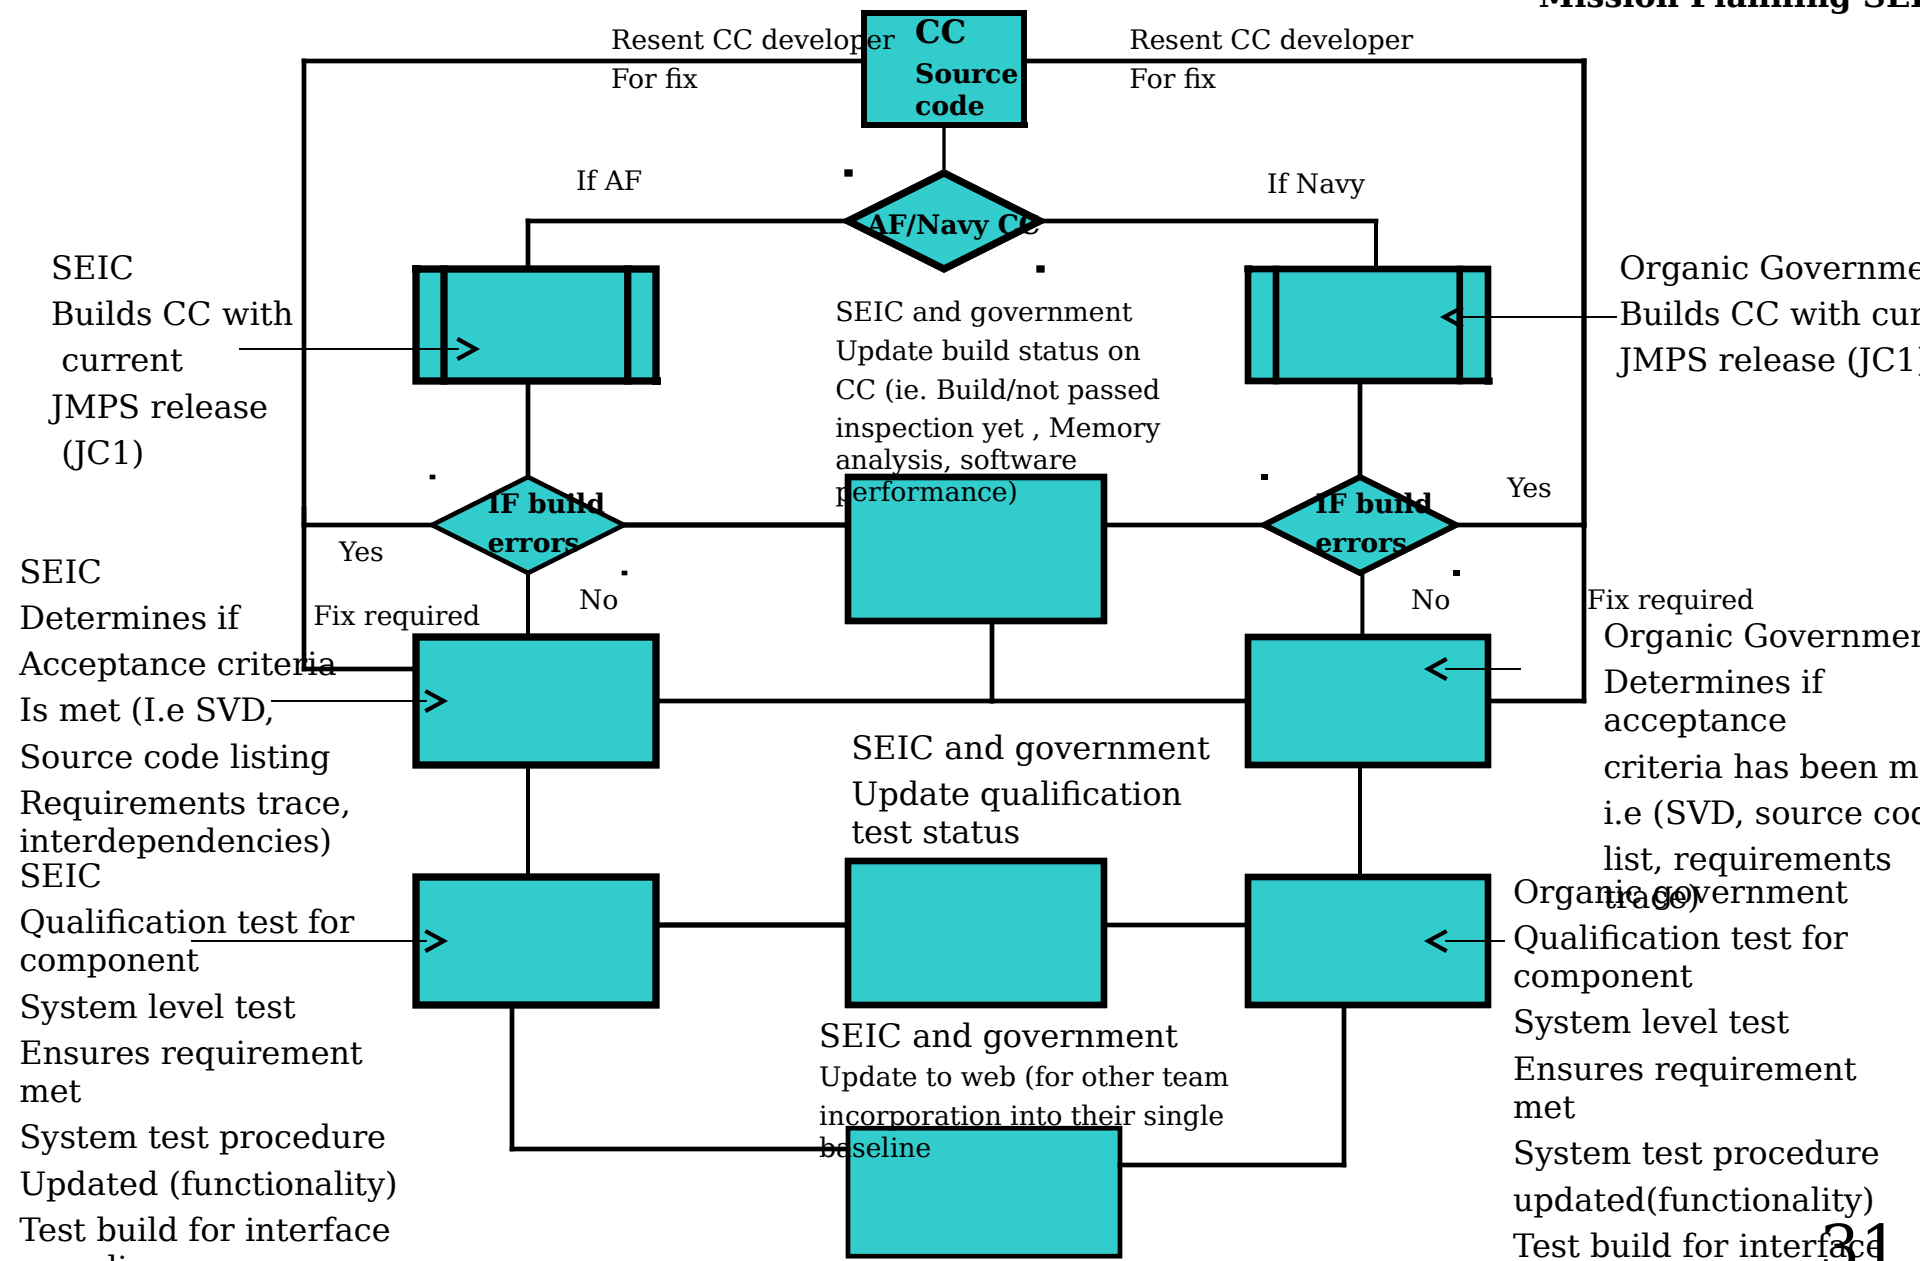 Mission Planning
Resent CC developer
For fix
CC
Source
code
Resent CC developer
For fix
If AF
If Navy
AF/Navy CC
SEIC
Builds CC with
current
JMPS release
(JC1)
SEIC and government
Update build status on
CC (ie. Build/not passed
inspection yet , Memory
analysis, software
performance)
Organic
Builds CC with
JMPS release (JC1)
IF build
errors
IF build
errors
Yes
Yes
No
No
Fix required
Fix required
SEIC
Determines if
Acceptance criteria
Is met (I.e SVD,
Source code listing
Requirements trace,
interdependencies)
Organic
Determines if
acceptance
criteria has been
i.e (SVD, source
list, requirements
trace)
SEIC and government
Update qualification
test status
SEIC
Qualification test for
component
System level test
Ensures requirement
met
System test procedure
Updated (functionality)
Test build for interface
Organic government
Qualification test for
component
System level test
Ensures requirement
met
System test procedure
updated(functionality)
Test build for interface
SEIC and government
Update to web (for other team
incorporation into their single
baseline
31